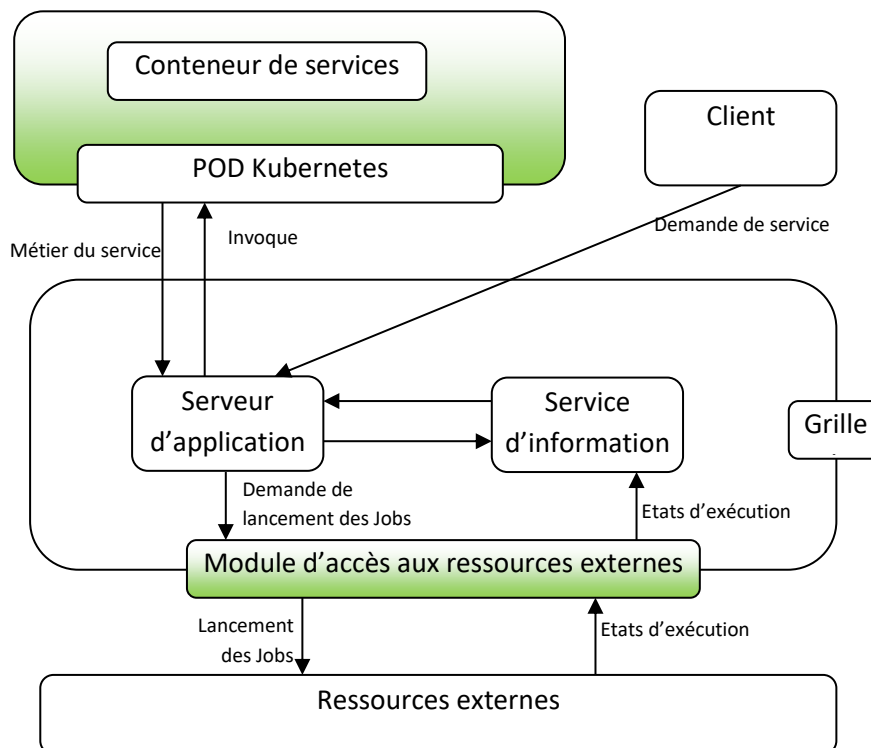 Conteneur de services
Client
POD Kubernetes
Demande de service
Invoque
Métier du service
Serveur
d'application
Service
d'information
Grille
.
Demande de
lancement des Jobs
Etats d'exécution
Module d'accès aux ressources externes
Lancement
des Jobs
Etats d'exécution
Ressources externes